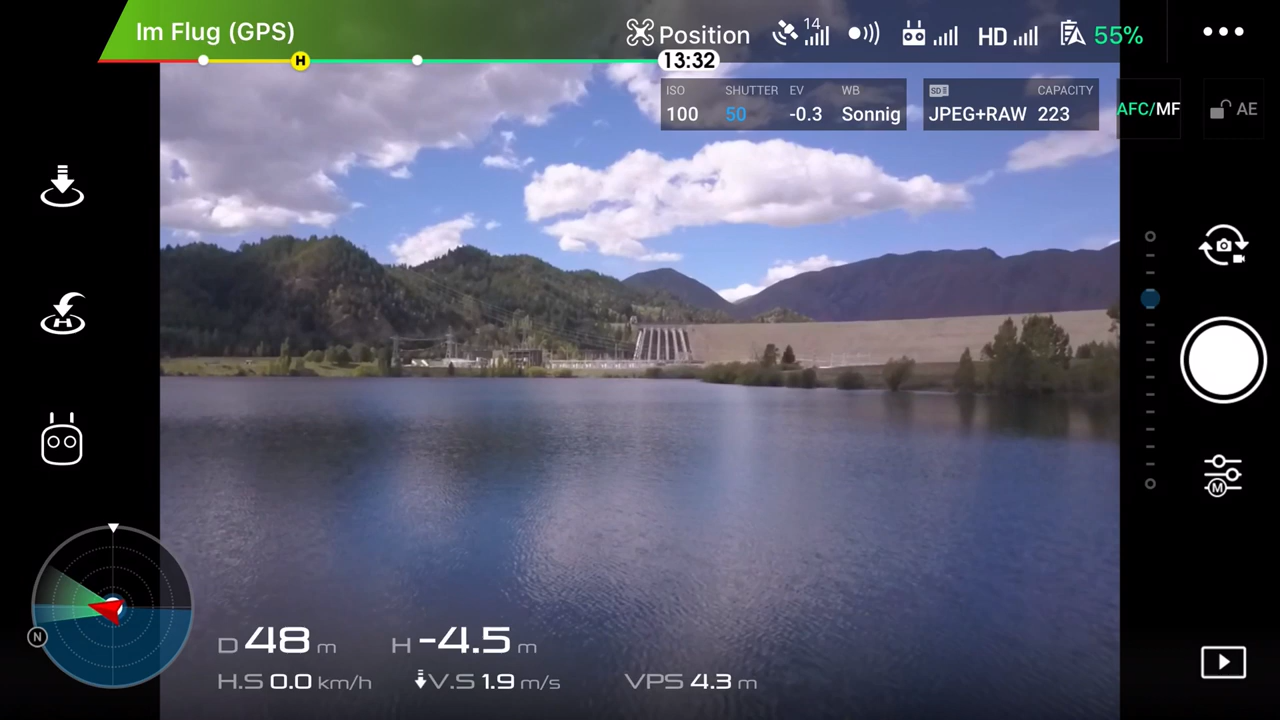 Im Flug (GPS)
Position 14 HD 55%
H 13:32
ISO SHUTTER EV WB SD CAPACITY
100 50 -0.3 Sonnig JPEG+RAW 223 AFC/MF AE
M
N
D 48 m H -4.5 m
H.S 0.0 km/h V.S 1.9 m/s VPS 4.3 m